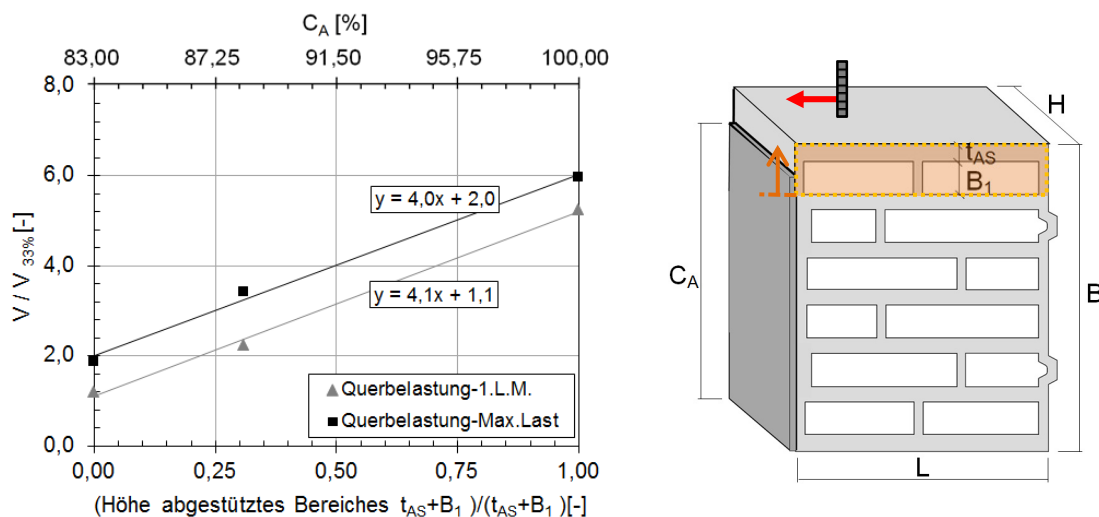 C_A [%]
83,00 87,25 91,50 95,75 100,00
8,0
6,0
4,0
2,0
0,0
V / V 33% [-]
y = 4,0x + 2,0
y = 4,1x + 1,1
Querbelastung-1.L.M.
Querbelastung-Max.Last
0,00 0,25 0,50 0,75 1,00
(Höhe abgestütztes Bereiches t_AS+B_1 )/(t_AS+B_1 )[-]
H
t_AS
B_1
C_A
B
L